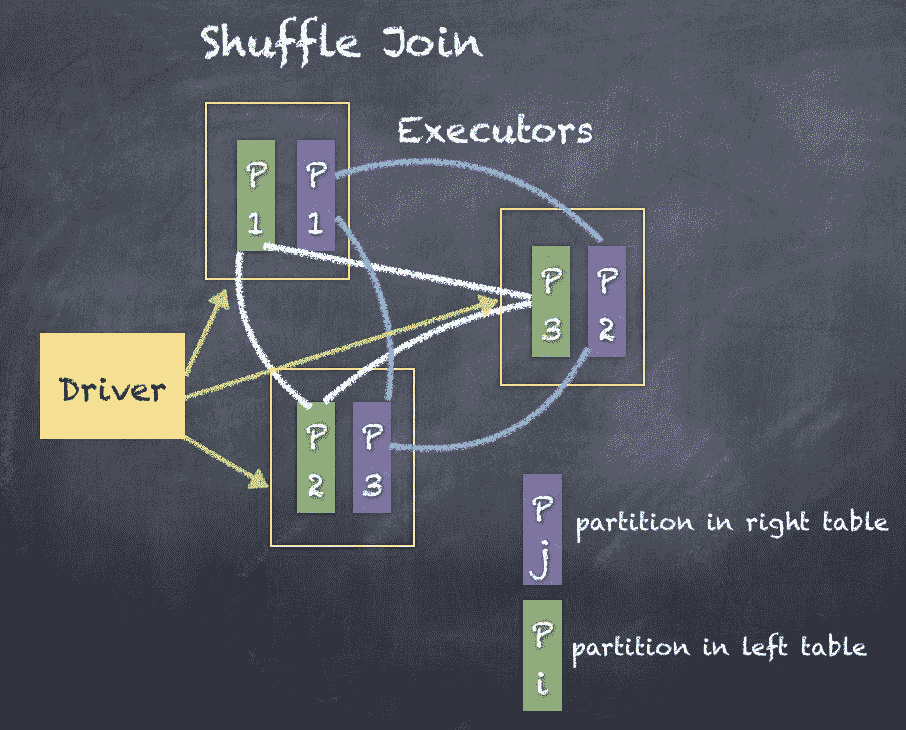 Shuffle Join
Executors
P P
1 1
P P
3 2
Driver
P P
2 3
P
j
partition in right table
P
i
partition in left table